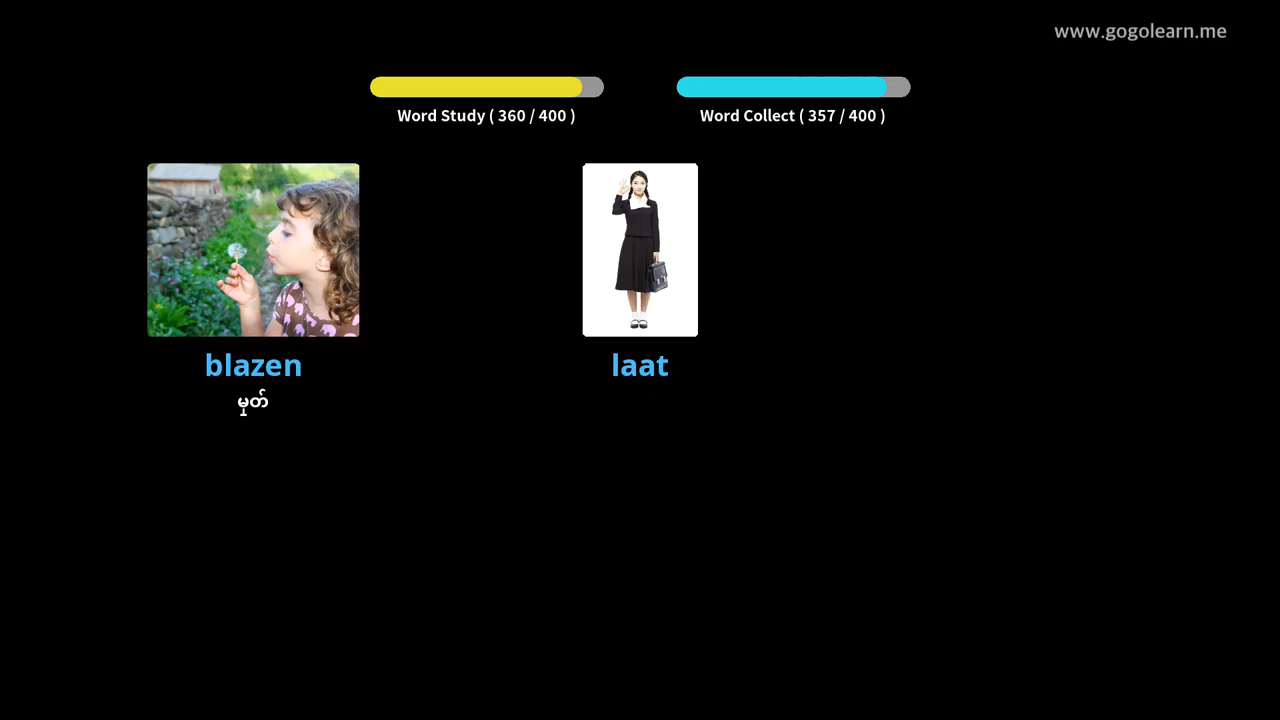 www.gogolearn.me
Word Study ( 360 / 400 )
Word Collect ( 357 / 400 )
blazen
မှုတ်
laat